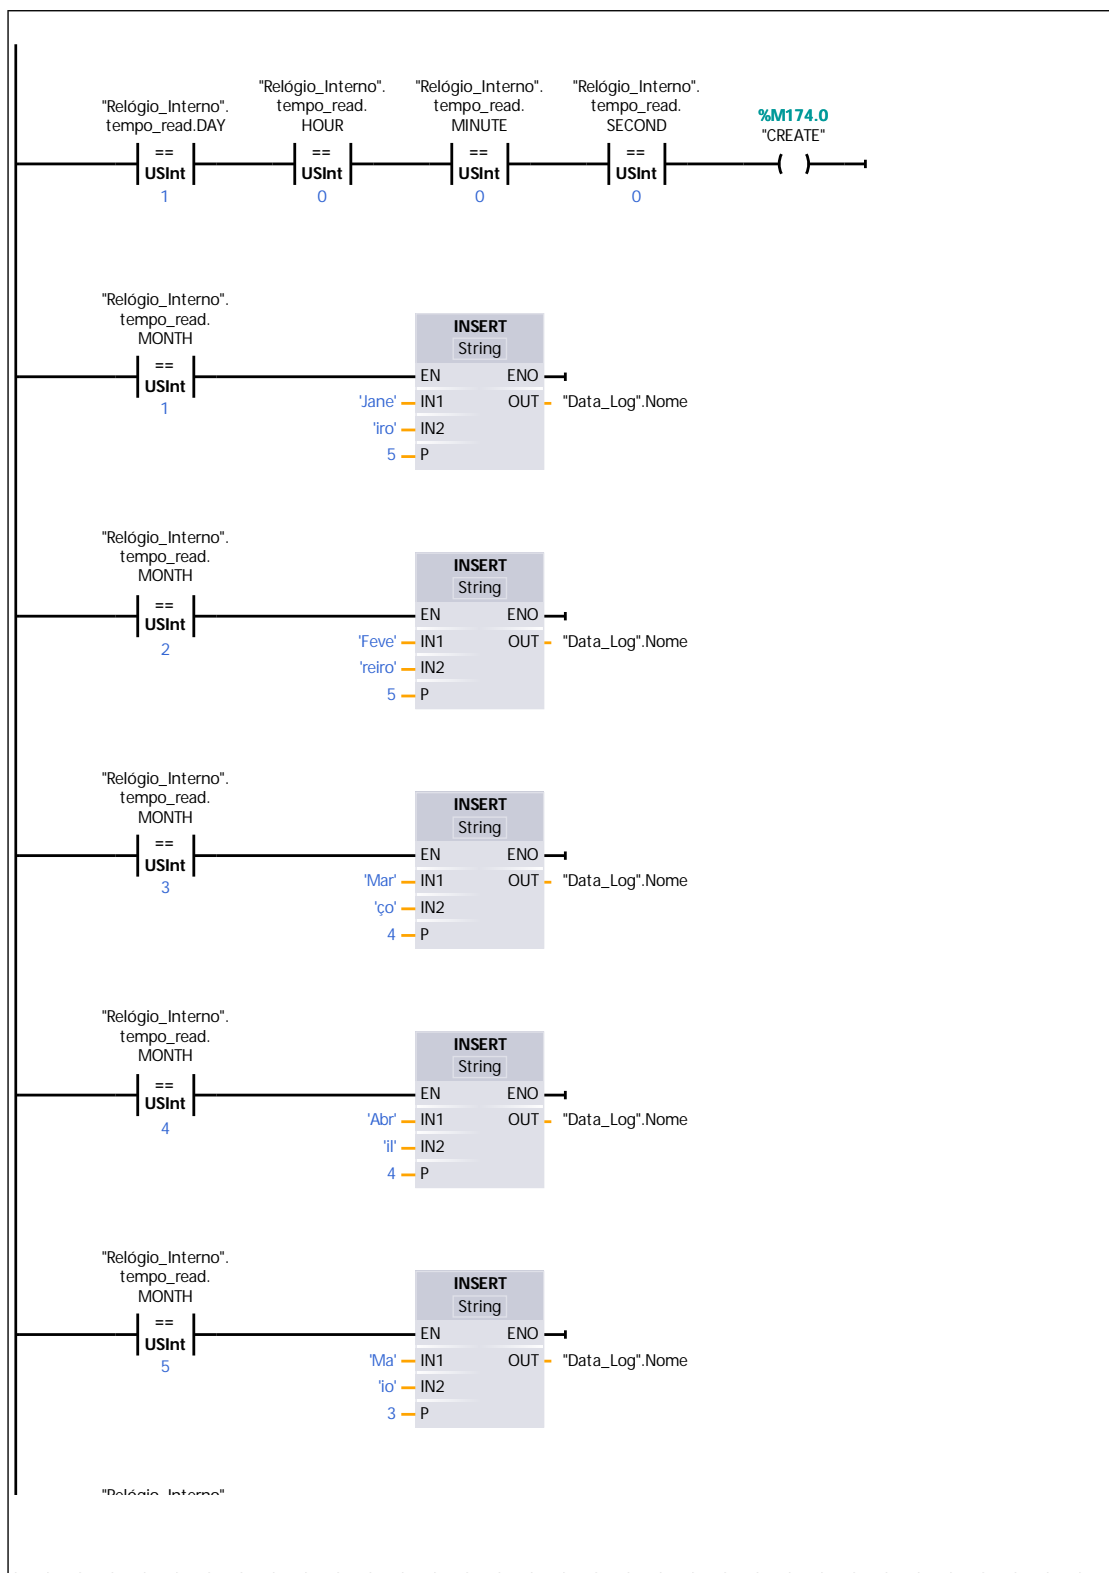 "Relógio_Interno".
tempo_read.DAY
==
USInt
1
"Relógio_Interno".
tempo_read.
HOUR
==
USInt
0
"Relógio_Interno".
tempo_read.
MINUTE
==
USInt
0
"Relógio_Interno".
tempo_read.
SECOND
==
USInt
0
%M174.0
"CREATE"
( )
"Relógio_Interno".
tempo_read.
MONTH
==
USInt
1
INSERT
String
EN ENO
'Jane' IN1 OUT "Data_Log".Nome
'iro' IN2
5 P
"Relógio_Interno".
tempo_read.
MONTH
==
USInt
2
INSERT
String
EN ENO
'Feve' IN1 OUT "Data_Log".Nome
'reiro' IN2
5 P
"Relógio_Interno".
tempo_read.
MONTH
==
USInt
3
INSERT
String
EN ENO
'Mar' IN1 OUT "Data_Log".Nome
'ço' IN2
4 P
"Relógio_Interno".
tempo_read.
MONTH
==
USInt
4
INSERT
String
EN ENO
'Abr' IN1 OUT "Data_Log".Nome
'il' IN2
4 P
"Relógio_Interno".
tempo_read.
MONTH
==
USInt
5
INSERT
String
EN ENO
'Ma' IN1 OUT "Data_Log".Nome
'io' IN2
3 P
"Relógio_Interno".